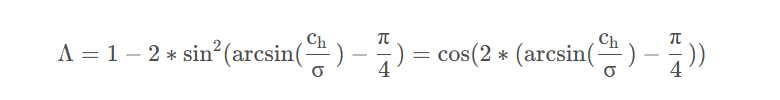 Λ = 1 − 2 * sin²(arcsin(c_h/σ) − π/4) = cos(2 * (arcsin(c_h/σ) − π/4))